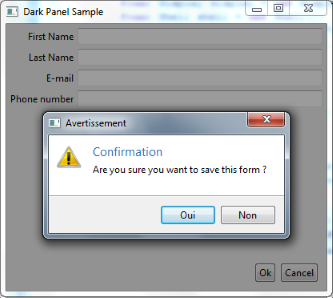 Dark Panel Sample
First Name
Last Name
E-mail
Phone number
Avertissement
Confirmation
Are you sure you want to save this form ?
Oui Non
Ok Cancel